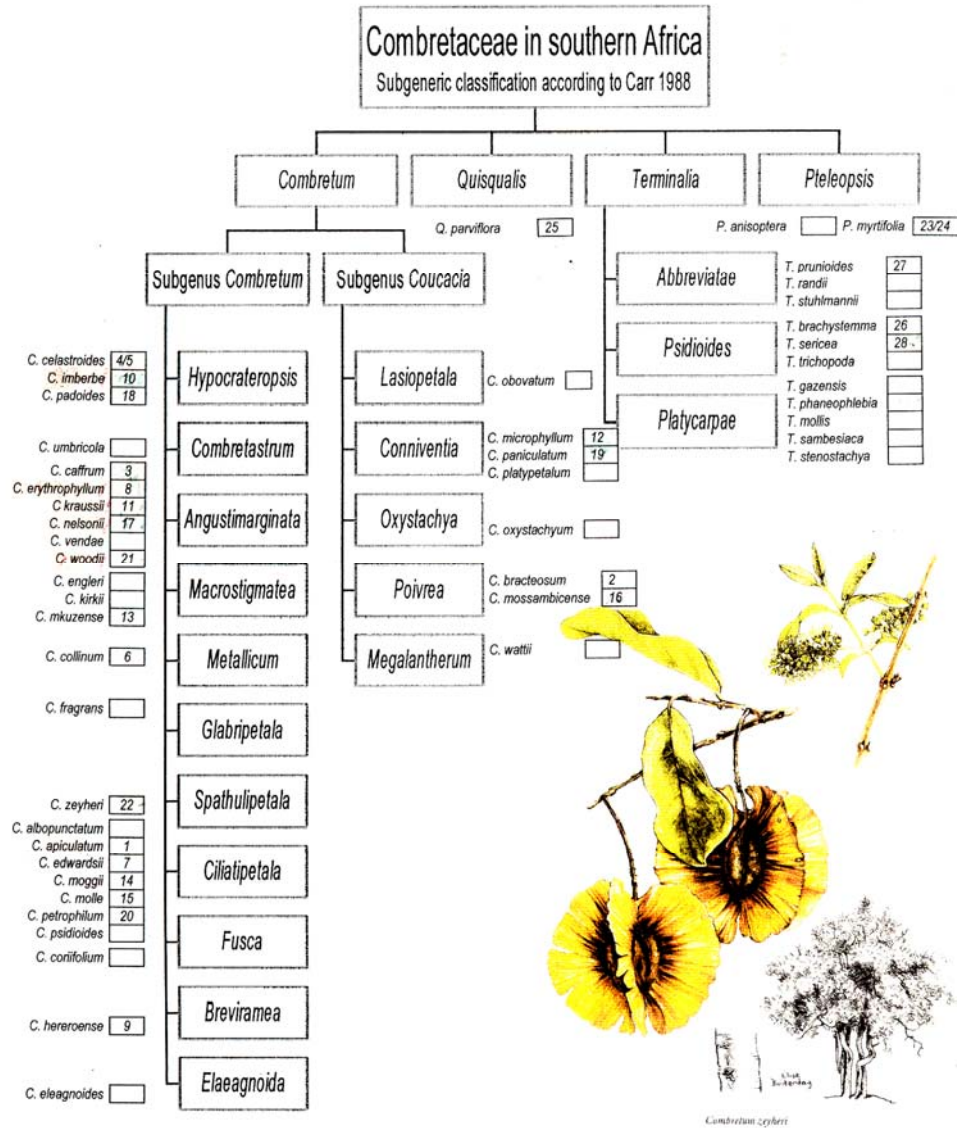 Combretaceae in southern Africa
Subgeneric classification according to Carr 1988
Combretum
Quisqualis
Terminalia
Pteleopsis
Q. parviflora 25
P. anisoptera
P. myrtifolia 23/24
Subgenus Combretum
Subgenus Coucacia
Abbreviatae
T. prunioides 27
T. randii
T. stuhlmannii
Psidioides
T. brachystemma 26
T. sericea 28
T. trichopoda
Platycarpae
T. gazensis
T. phaneophlebia
T. mollis
T. sambesiaca
T. stenostachya
C. celastroides 4/5
C. imberbe 10
C. padoides 18
Hypocrateropsis
C. umbricola
Combretastrum
C. caffrum 3
C. erythrophyllum 8
C kraussii 11
C. nelsonii 17
C. vendae
C. woodii 21
Angustimarginata
C. engleri
C. kirkii
C. mkuzense 13
Macrostigmatea
C. collinum 6
Metallicum
C. fragrans
Glabripetala
C. zeyheri 22
Spathulipetala
C. albopunctatum
C. apiculatum 1
C. edwardsii 7
C. moggii 14
C. molle 15
C. petrophilum 20
C. psidioides
Ciliatipetala
C. coriifolium
Fusca
C. hereroense 9
Breviramea
C. eleagnoides
Elaeagnoida
Lasiopetala
C. obovatum
Conniventia
C. microphyllum 12
C. paniculatum 19
C. platypetalum
Oxystachya
C. oxystachyum
Poivrea
C. bracteosum 2
C. mossambicense 16
Megalantherum
C. wattii
Buitendag
Combretum zeyheri